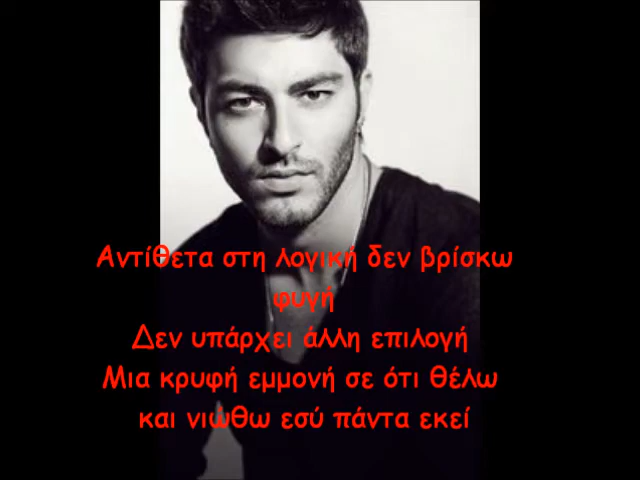 Αντίθετα στη λογική δεν βρίσκω
φυγή
Δεν υπάρχει άλλη επιλογή
Μια κρυφή εμμονή σε ότι θέλω
και νιώθω εσύ πάντα εκεί